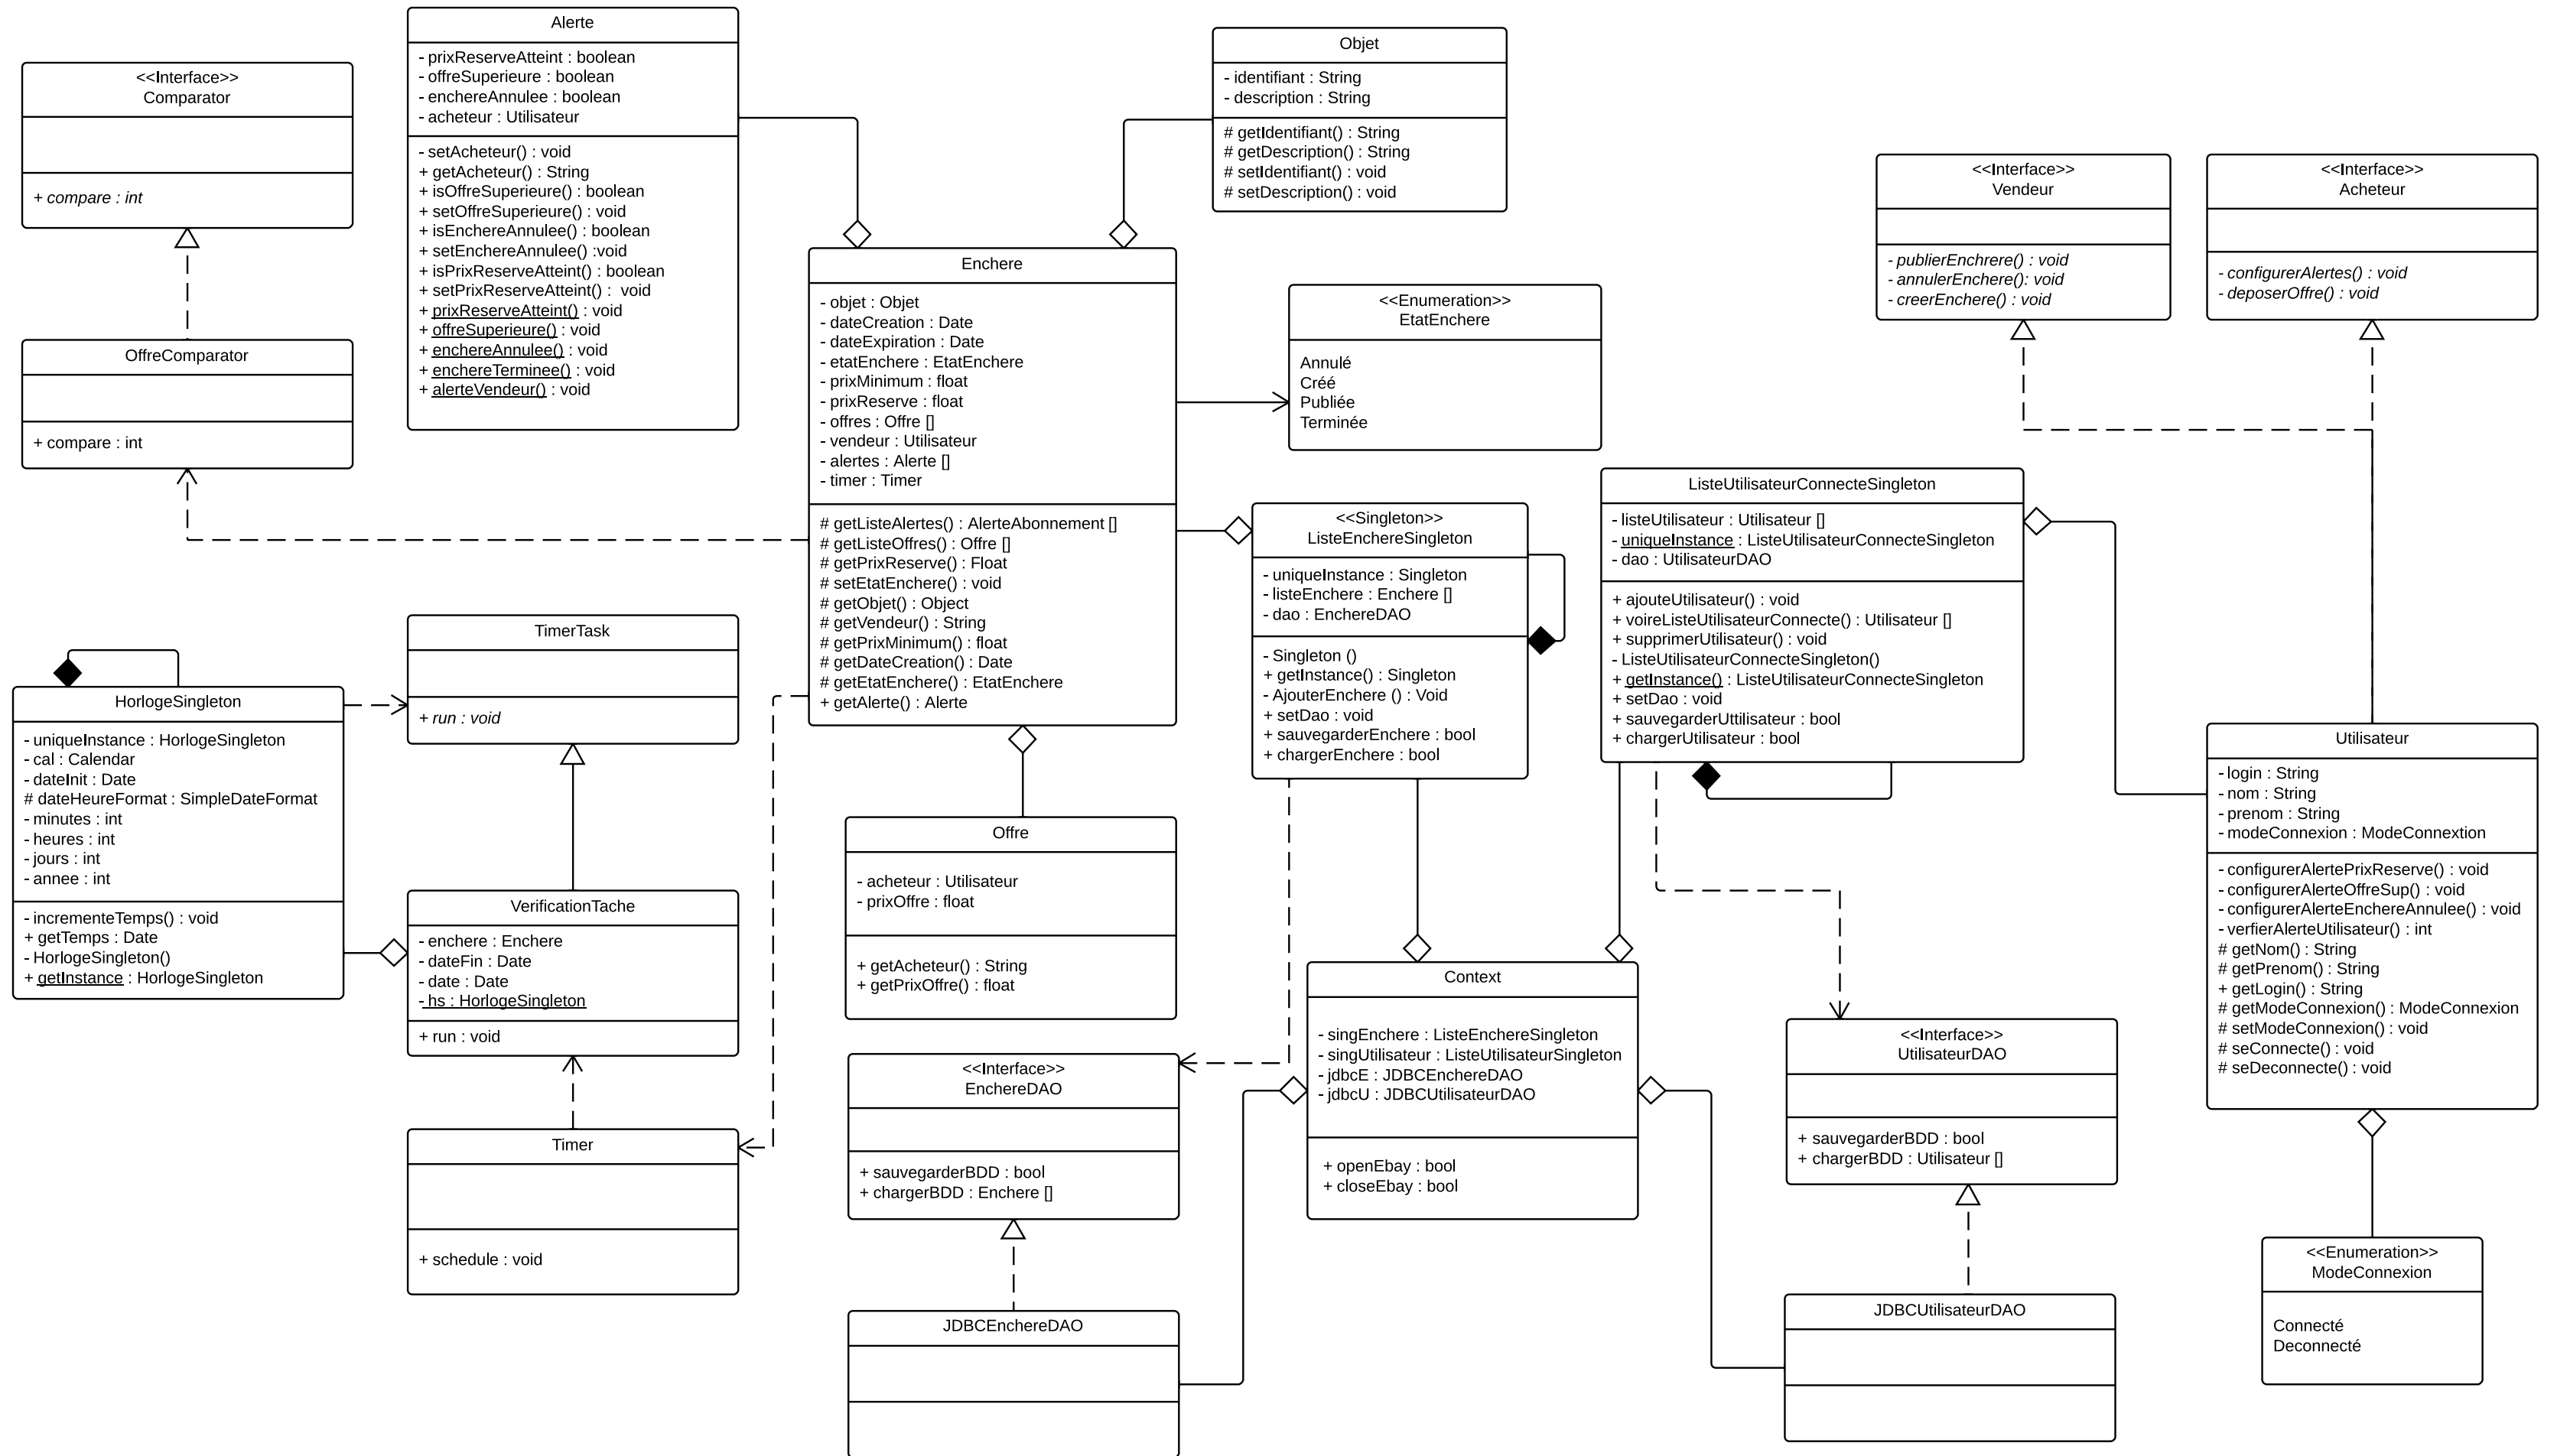 Alerte
- prixReserveAtteint : boolean
- offreSuperieure : boolean
- enchereAnnulee : boolean
- acheteur : Utilisateur
- setAcheteur() : void
+ getAcheteur() : String
+ isOffreSuperieure() : boolean
+ setOffreSuperieure() : void
+ isEnchereAnnulee() : boolean
+ setEnchereAnnulee() :void
+ isPrixReserveAtteint() : boolean
+ setPrixReserveAtteint() :  void
+ prixReserveAtteint() : void
+ offreSuperieure() : void
+ enchereAnnulee() : void
+ enchereTerminee() : void
+ alerteVendeur() : void
Objet
- identifiant : String
- description : String
# getIdentifiant() : String
# getDescription() : String
# setIdentifiant() : void
# setDescription() : void
<<Interface>>
Comparator
+ compare : int
<<Interface>>
Vendeur
- publierEnchrere() : void
- annulerEnchere(): void
- creerEnchere() : void
<<Interface>>
Acheteur
- configurerAlertes() : void
- deposerOffre() : void
OffreComparator
+ compare : int
Enchere
- objet : Objet
- dateCreation : Date
- dateExpiration : Date
- etatEnchere : EtatEnchere
- prixMinimum : float
- prixReserve : float
- offres : Offre []
- vendeur : Utilisateur
- alertes : Alerte []
- timer : Timer
# getListeAlertes() : AlerteAbonnement []
# getListeOffres() : Offre []
# getPrixReserve() : Float
# setEtatEnchere() : void
# getObjet() : Object
# getVendeur() : String
# getPrixMinimum() : float
# getDateCreation() : Date
# getEtatEnchere() : EtatEnchere
+ getAlerte() : Alerte
<<Enumeration>>
EtatEnchere
Annulé
Créé
Publiée
Terminée
<<Singleton>>
ListeEnchereSingleton
- uniqueInstance : Singleton
- listeEnchere : Enchere []
- dao : EnchereDAO
- Singleton ()
+ getInstance() : Singleton
- AjouterEnchere () : Void
+ setDao : void
+ sauvegarderEnchere : bool
+ chargerEnchere : bool
ListeUtilisateurConnecteSingleton
- listeUtilisateur : Utilisateur []
- uniqueInstance : ListeUtilisateurConnecteSingleton
- dao : UtilisateurDAO
+ ajouteUtilisateur() : void
+ voireListeUtilisateurConnecte() : Utilisateur []
+ supprimerUtilisateur() : void
- ListeUtilisateurConnecteSingleton()
+ getInstance() : ListeUtilisateurConnecteSingleton
+ setDao : void
+ sauvegarderUttilisateur : bool
+ chargerUtilisateur : bool
TimerTask
+ run : void
HorlogeSingleton
- uniqueInstance : HorlogeSingleton
- cal : Calendar
- dateInit : Date
# dateHeureFormat : SimpleDateFormat
- minutes : int
- heures : int
- jours : int
- annee : int
- incrementeTemps() : void
+ getTemps : Date
- HorlogeSingleton()
+ getInstance : HorlogeSingleton
Utilisateur
- login : String
- nom : String
- prenom : String
- modeConnexion : ModeConnextion
- configurerAlertePrixReserve() : void
- configurerAlerteOffreSup() : void
- configurerAlerteEnchereAnnulee() : void
- verfierAlerteUtilisateur() : int
# getNom() : String
# getPrenom() : String
+ getLogin() : String
# getModeConnexion() : ModeConnexion
# setModeConnexion() : void
# seConnecte() : void
# seDeconnecte() : void
Offre
- acheteur : Utilisateur
- prixOffre : float
+ getAcheteur() : String
+ getPrixOffre() : float
VerificationTache
- enchere : Enchere
- dateFin : Date
- date : Date
- hs : HorlogeSingleton
+ run : void
Context
- singEnchere : ListeEnchereSingleton
- singUtilisateur : ListeUtilisateurSingleton
- jdbcE : JDBCEnchereDAO
- jdbcU : JDBCUtilisateurDAO
+ openEbay : bool
+ closeEbay : bool
<<Interface>>
UtilisateurDAO
+ sauvegarderBDD : bool
+ chargerBDD : Utilisateur []
<<Interface>>
EnchereDAO
+ sauvegarderBDD : bool
+ chargerBDD : Enchere []
Timer
+ schedule : void
<<Enumeration>>
ModeConnexion
Connecté
Deconnecté
JDBCEnchereDAO
JDBCUtilisateurDAO